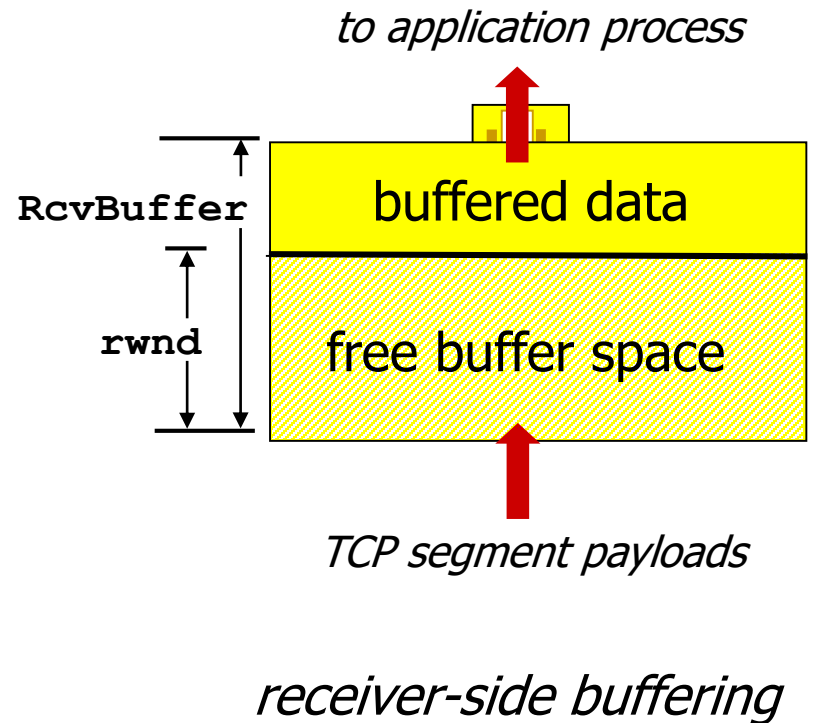 to application process
RcvBuffer
buffered data
rwnd
free buffer space
TCP segment payloads
receiver-side buffering